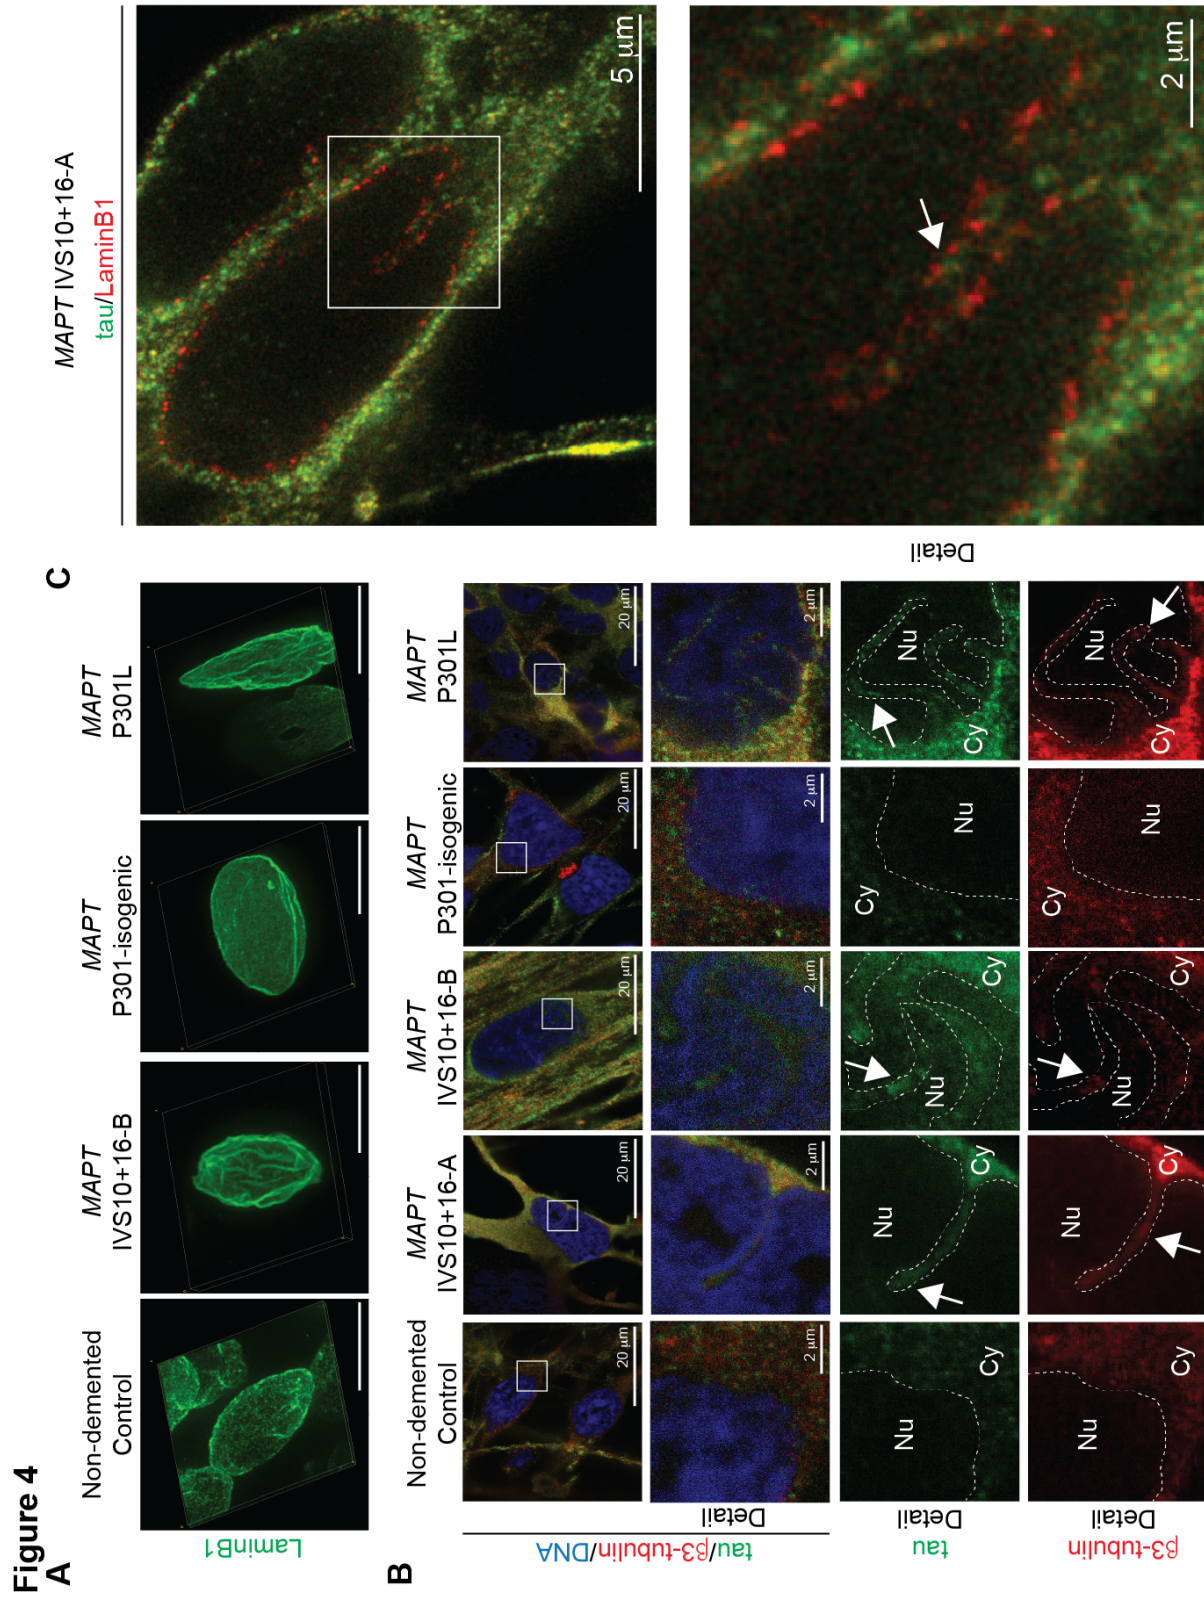 Figure 4
A
Non-demented
Control
MAPT
IVS10+16-B
MAPT
P301-isogenic
MAPT
P301L
LaminB1
B
Non-demented
Control
MAPT
IVS10+16-A
MAPT
IVS10+16-B
MAPT
P301-isogenic
MAPT
P301L
tau/β3-tubulin/DNA
20 µm
20 µm
20 µm
20 µm
20 µm
Detail
2 µm
2 µm
2 µm
2 µm
2 µm
tau
Detail
Nu
Cy
Nu
Cy
Nu
Cy
Cy
Nu
Nu
Cy
β3-tubulin
Detail
Nu
Cy
Nu
Cy
Nu
Cy
Cy
Nu
Nu
Cy
C
MAPT IVS10+16-A
tau/LaminB1
5 µm
Detail
2 µm